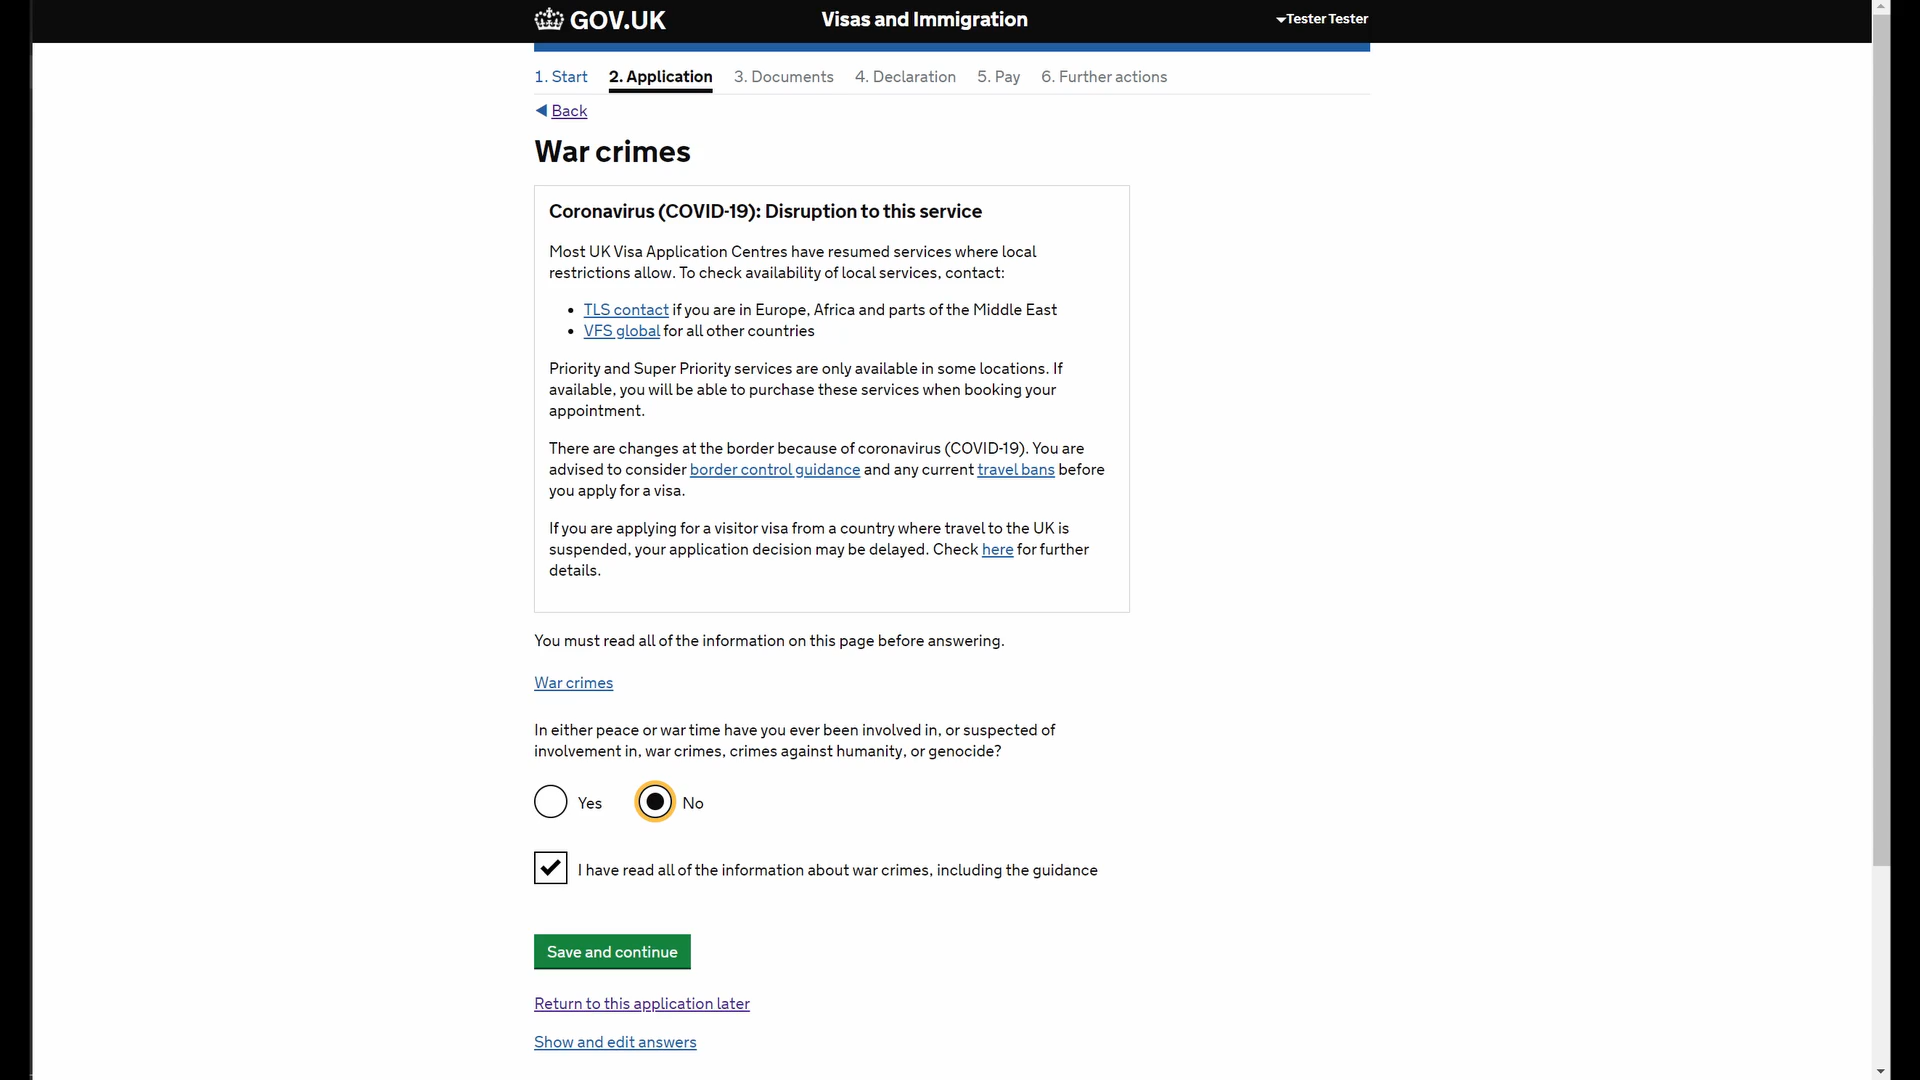 GOV.UK
Visas and Immigration
Tester Tester
1. Start
2. Application
3. Documents
4. Declaration
5. Pay
6. Further actions
Back
War crimes
Coronavirus (COVID-19): Disruption to this service
Most UK Visa Application Centres have resumed services where local
restrictions allow. To check availability of local services, contact:
• TLS contact if you are in Europe, Africa and parts of the Middle East
• VFS global for all other countries
Priority and Super Priority services are only available in some locations. If
available, you will be able to purchase these services when booking your
appointment.
There are changes at the border because of coronavirus (COVID-19). You are
advised to consider border control guidance and any current travel bans before
you apply for a visa.
If you are applying for a visitor visa from a country where travel to the UK is
suspended, your application decision may be delayed. Check here for further
details.
You must read all of the information on this page before answering.
War crimes
In either peace or war time have you ever been involved in, or suspected of
involvement in, war crimes, crimes against humanity, or genocide?
Yes
No
I have read all of the information about war crimes, including the guidance
Save and continue
Return to this application later
Show and edit answers